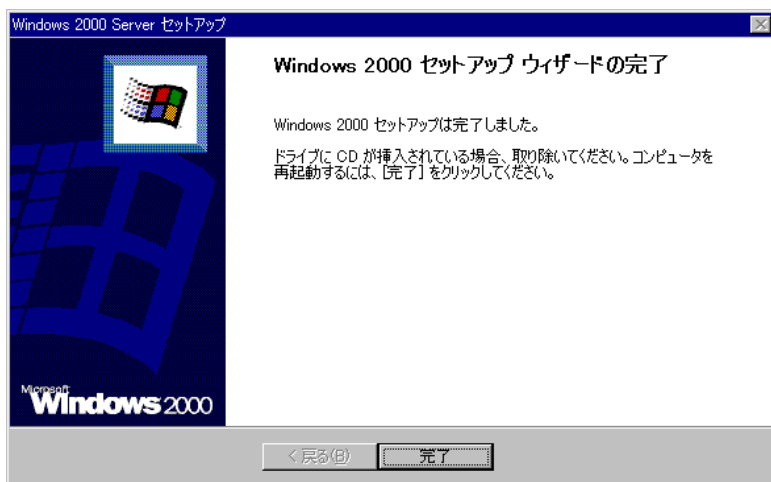 Windows 2000 Server セットアップ
Windows 2000 セットアップ ウィザードの完了
Windows 2000 セットアップは完了しました。
ドライブに CD が挿入されている場合、取り除いてください。コンピュータを
再起動するには、[完了] をクリックしてください。
Microsoft
Windows 2000
< 戻る(B)
完了